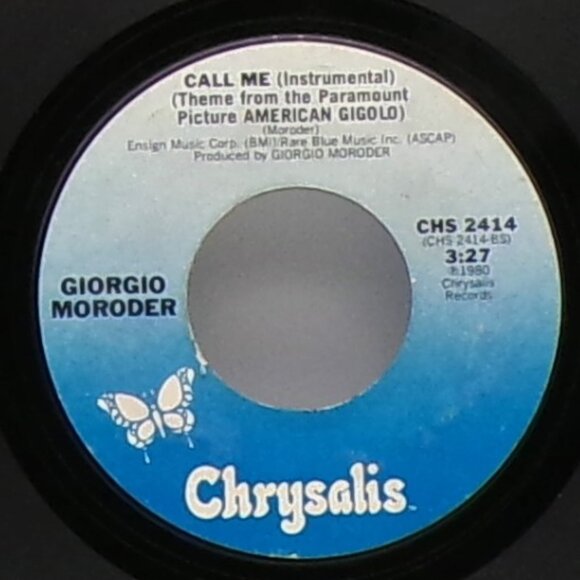 CALL ME (Instrumental)
(Theme from the Paramount
Picture AMERICAN GIGOLO)
(Moroder)
Ensign Music Corp. (BMI)/Rare Blue Music Inc. (ASCAP)
Produced by GIORGIO MORODER
CHS 2414
(CHS 2414-BS)
3:27
℗1980
Chrysalis
Records
GIORGIO
MORODER
Chrysalis™